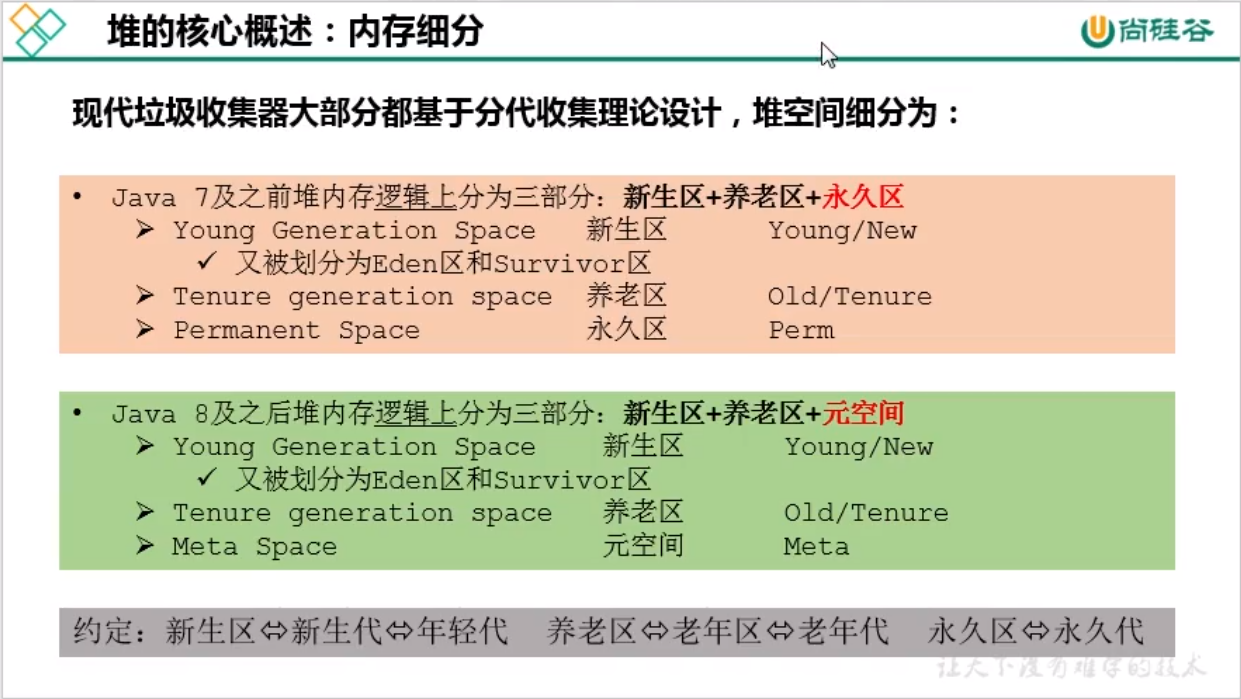 堆的核心概述：内存细分
尚硅谷
现代垃圾收集器大部分都基于分代收集理论设计，堆空间细分为：
• Java 7及之前堆内存逻辑上分为三部分：新生区+养老区+永久区
➢ Young Generation Space 新生区 Young/New
✓ 又被划分为Eden区和Survivor区
➢ Tenure generation space 养老区 Old/Tenure
➢ Permanent Space 永久区 Perm
• Java 8及之后堆内存逻辑上分为三部分：新生区+养老区+元空间
➢ Young Generation Space 新生区 Young/New
✓ 又被划分为Eden区和Survivor区
➢ Tenure generation space 养老区 Old/Tenure
➢ Meta Space 元空间 Meta
约定：新生区⇔新生代⇔年轻代 养老区⇔老年区⇔老年代 永久区⇔永久代
让天下没有难学的技术